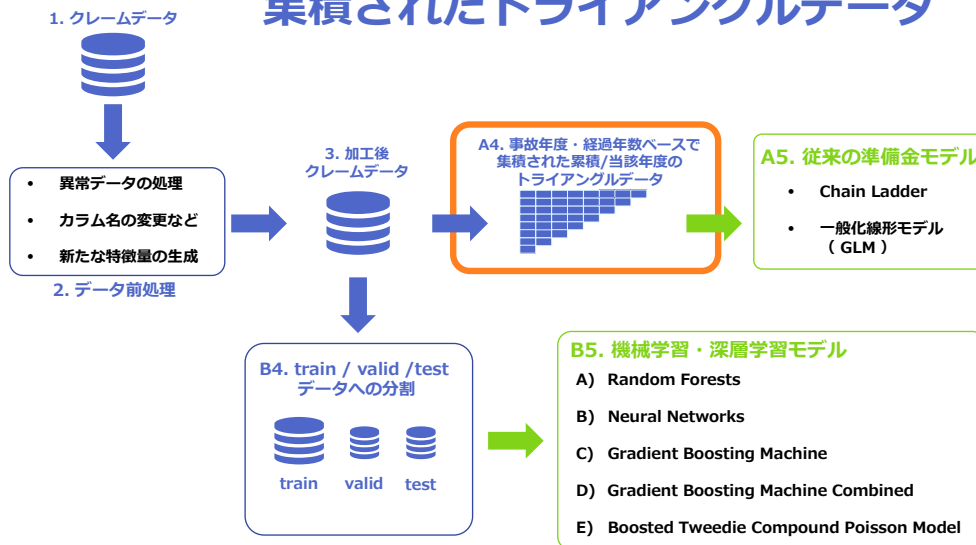 集積されたトライアングルデータ
1. クレームデータ
• 異常データの処理
• カラム名の変更など
• 新たな特徴量の生成
2. データ前処理
3. 加工後
クレームデータ
A4. 事故年度・経過年数ベースで
集積された累積/当該年度の
トライアングルデータ
A5. 従来の準備金モデル
• Chain Ladder
• 一般化線形モデル
（ GLM ）
B4. train / valid /test
データへの分割
train valid test
B5. 機械学習・深層学習モデル
A) Random Forests
B) Neural Networks
C) Gradient Boosting Machine
D) Gradient Boosting Machine Combined
E) Boosted Tweedie Compound Poisson Model